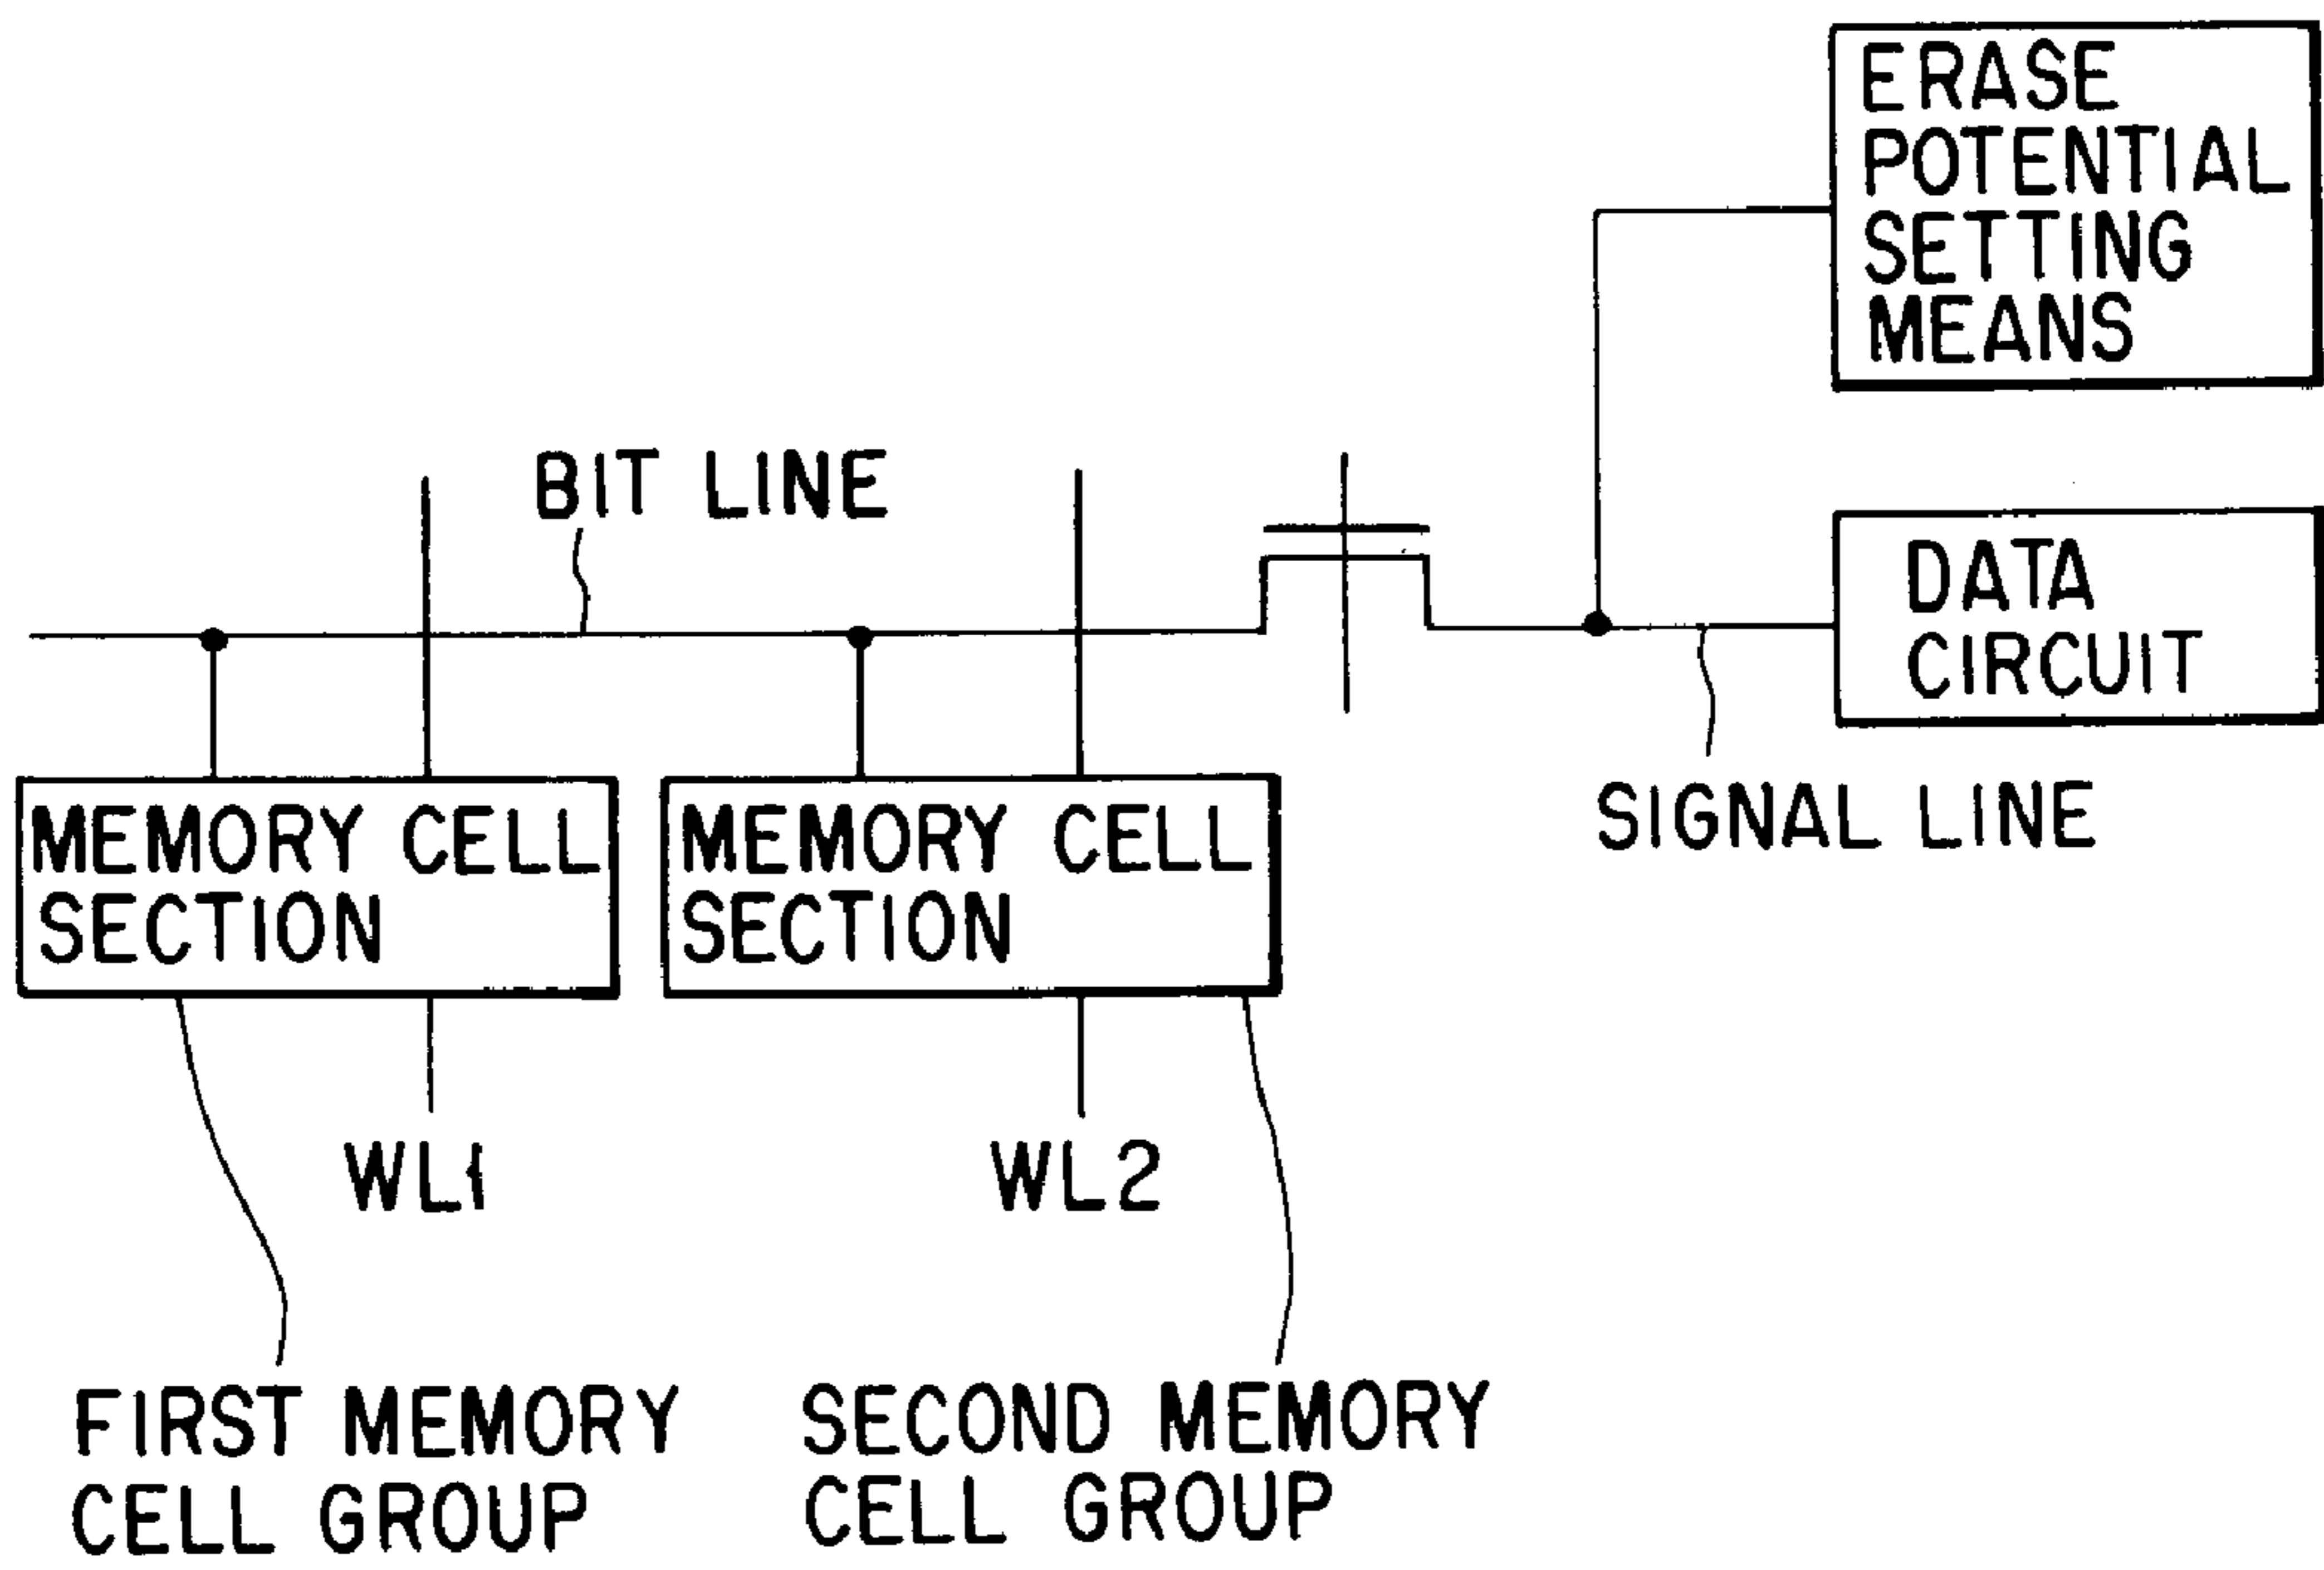 ERASE
POTENTIAL
SETTING
MEANS
BIT LINE
DATA
CIRCUIT
SIGNAL LINE
MEMORY CELL
SECTION
MEMORY CELL
SECTION
WL1
WL2
FIRST MEMORY
CELL GROUP
SECOND MEMORY
CELL GROUP